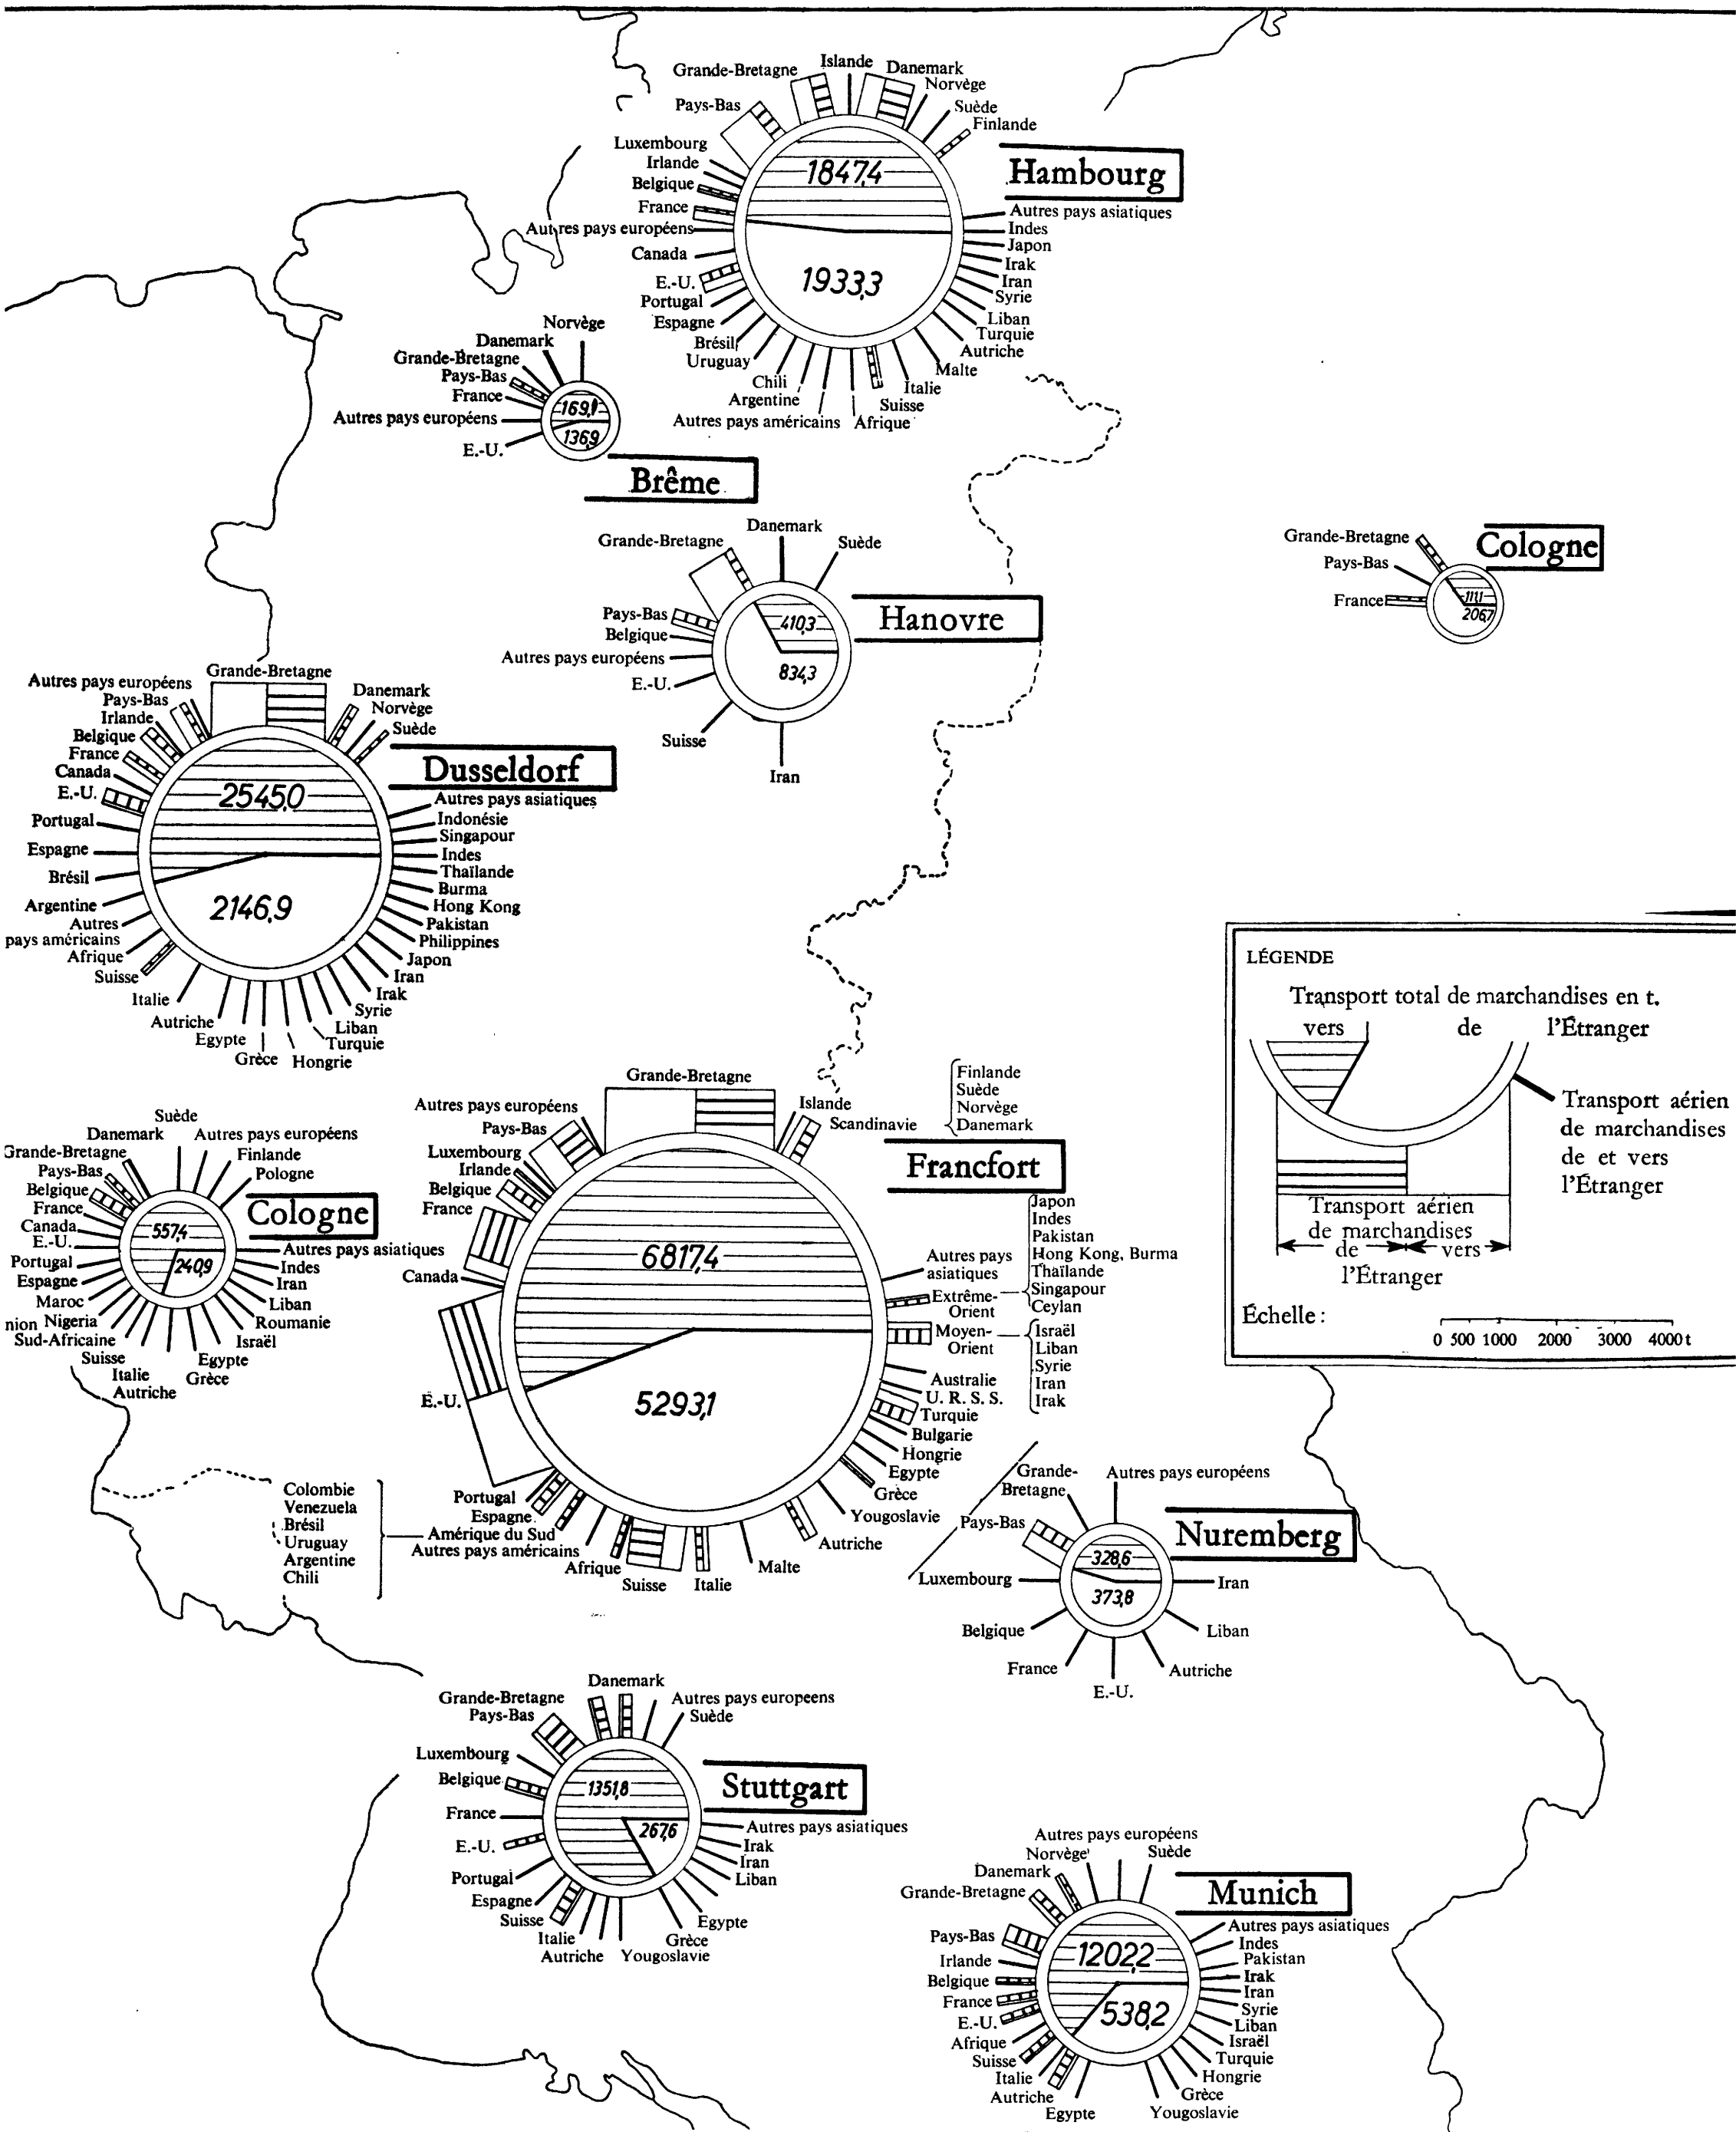 Grande-Bretagne
Islande
Danemark
Norvège
Suède
Finlande
Pays-Bas
Luxembourg
Irlande
Belgique
France
Autres pays européens
Canada
E.-U.
Portugal
Espagne
Brésil
Uruguay
Chili
Argentine
Autres pays américains
Afrique
Suisse
Italie
Malte
Autriche
Turquie
Liban
Syrie
Iran
Irak
Japon
Indes
Autres pays asiatiques
Hambourg
1847,4
1933,3
Norvège
Danemark
Grande-Bretagne
Pays-Bas
France
Autres pays européens
E.-U.
169,1
136,9
Brême
Danemark
Grande-Bretagne
Suède
Pays-Bas
Belgique
Autres pays européens
E.-U.
Suisse
Iran
410,3
834,3
Hanovre
Grande-Bretagne
Pays-Bas
France
111,1
206,7
Cologne
Grande-Bretagne
Autres pays européens
Pays-Bas
Irlande
Belgique
France
Canada
E.-U.
Portugal
Espagne
Brésil
Argentine
Autres
pays américains
Afrique
Suisse
Italie
Autriche
Egypte
Grèce
Hongrie
Turquie
Liban
Syrie
Irak
Iran
Japon
Philippines
Pakistan
Hong Kong
Burma
Thaïlande
Indes
Singapour
Indonésie
Autres pays asiatiques
Danemark
Norvège
Suède
Dusseldorf
2545,0
2146,9
LÉGENDE
Transport total de marchandises en t.
vers de l'Étranger
Transport aérien
de marchandises
de et vers
l'Étranger
Transport aérien
de marchandises
de vers
l'Étranger
Échelle :
0 500 1000 2000 3000 4000 t
Suède
Danemark
Autres pays européens
Grande-Bretagne
Finlande
Pays-Bas
Pologne
Belgique
France
Canada
E.-U.
Portugal
Espagne
Maroc
Nigeria
nion
Sud-Africaine
Suisse
Italie
Autriche
Grèce
Egypte
Israël
Roumanie
Liban
Iran
Indes
Autres pays asiatiques
Cologne
557,4
240,9
Grande-Bretagne
Autres pays européens
Pays-Bas
Luxembourg
Irlande
Belgique
France
Canada
E.-U.
Portugal
Espagne
Amérique du Sud
Autres pays américains
Colombie
Venezuela
Brésil
Uruguay
Argentine
Chili
Afrique
Suisse
Italie
Malte
Autriche
Yougoslavie
Grèce
Egypte
Hongrie
Bulgarie
Turquie
U. R. S. S.
Australie
Moyen-
Orient
Israël
Liban
Syrie
Iran
Irak
Extrême-
Orient
Japon
Indes
Pakistan
Hong Kong, Burma
Thaïlande
Singapour
Ceylan
Autres pays
asiatiques
Islande
Scandinavie
Finlande
Suède
Norvège
Danemark
Francfort
6817,4
5293,1
Grande-
Bretagne
Autres pays européens
Pays-Bas
Luxembourg
Belgique
France
E.-U.
Autriche
Liban
Iran
328,6
373,8
Nuremberg
Danemark
Grande-Bretagne
Pays-Bas
Autres pays europeens
Suède
Luxembourg
Belgique
France
E.-U.
Portugal
Espagne
Suisse
Italie
Autriche
Yougoslavie
Grèce
Egypte
Liban
Iran
Irak
Autres pays asiatiques
Stuttgart
1351,8
267,6
Autres pays européens
Norvège
Suède
Danemark
Grande-Bretagne
Pays-Bas
Irlande
Belgique
France
E.-U.
Afrique
Suisse
Italie
Autriche
Egypte
Yougoslavie
Grèce
Hongrie
Turquie
Israël
Liban
Syrie
Iran
Irak
Pakistan
Indes
Autres pays asiatiques
Munich
1202,2
538,2